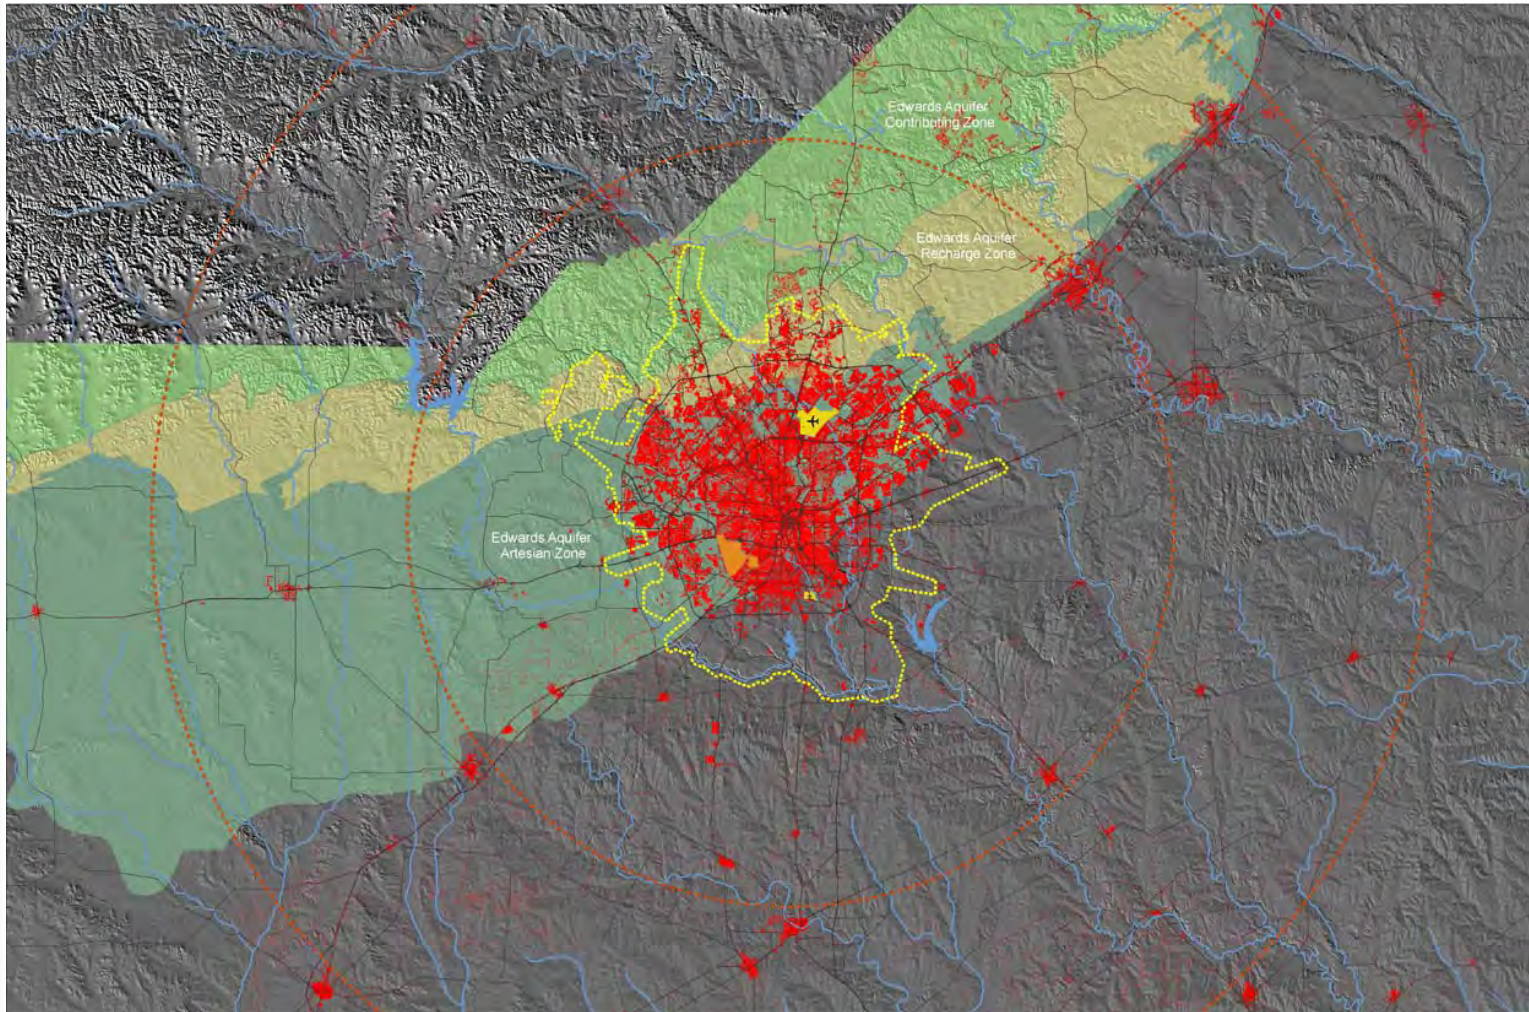 Edwards Aquifer
Contributing Zone
Edwards Aquifer
Recharge Zone
Edwards Aquifer
Artesian Zone